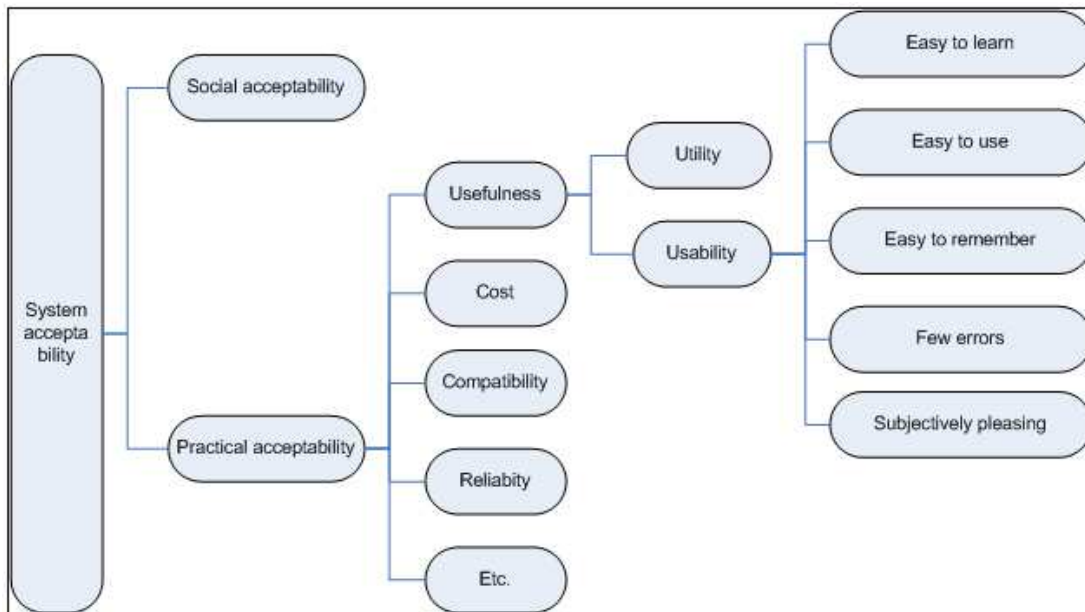 System
accepta
bility
Social acceptability
Practical acceptability
Usefulness
Cost
Compatibility
Reliabity
Etc.
Utility
Usability
Easy to learn
Easy to use
Easy to remember
Few errors
Subjectively pleasing